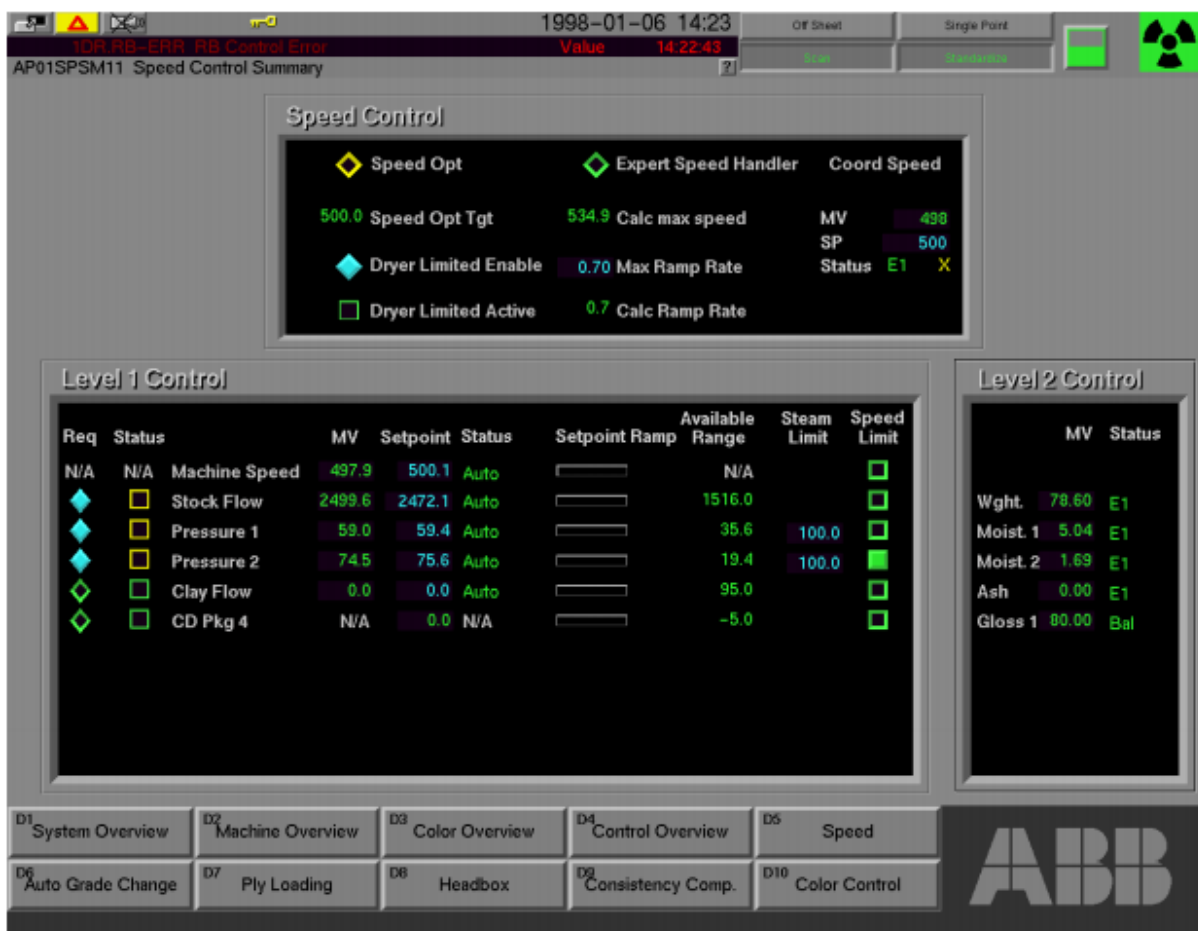 1998-01-06 14:23
Off Sheet
Single Point
1DR.RB-ERR RB Control Error Value 14:22:43
Scan
Standardize
AP01SPSM11 Speed Control Summary
?
Speed Control
Speed Opt Expert Speed Handler Coord Speed
500.0 Speed Opt Tgt 534.9 Calc max speed MV 498
SP 500
Dryer Limited Enable 0.70 Max Ramp Rate Status E1 X
Dryer Limited Active 0.7 Calc Ramp Rate
Level 1 Control
Req Status MV Setpoint Status Setpoint Ramp Available Range Steam Limit Speed Limit
N/A N/A Machine Speed 497.9 500.1 Auto N/A
Stock Flow 2499.6 2472.1 Auto 1516.0
Pressure 1 59.0 59.4 Auto 35.6 100.0
Pressure 2 74.5 75.6 Auto 19.4 100.0
Clay Flow 0.0 0.0 Auto 95.0
CD Pkg 4 N/A 0.0 N/A -5.0
Level 2 Control
MV Status
Wght. 78.60 E1
Moist. 1 5.04 E1
Moist. 2 1.69 E1
Ash 0.00 E1
Gloss 1 80.00 Bal
D1 System Overview
D2 Machine Overview
D3 Color Overview
D4 Control Overview
D5 Speed
D6 Auto Grade Change
D7 Ply Loading
D8 Headbox
D9 Consistency Comp.
D10 Color Control
ABB